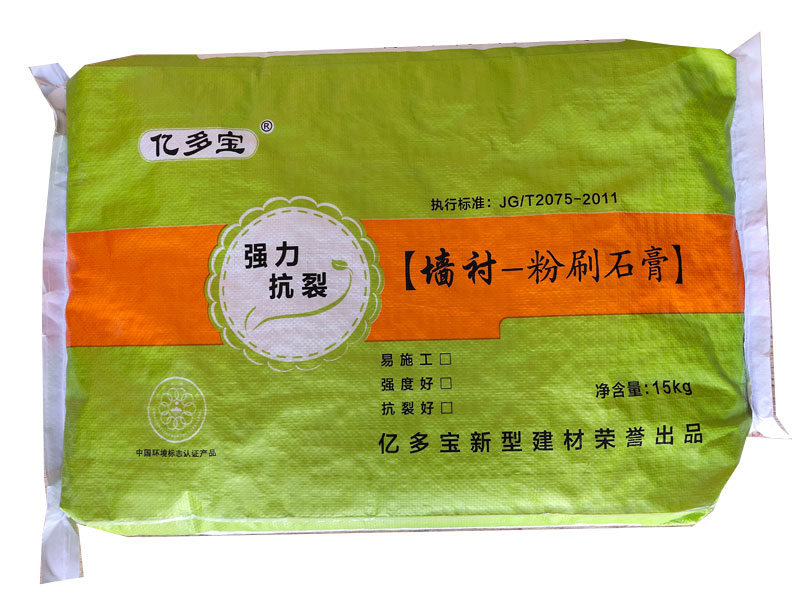 亿多宝®
执行标准：JG/T2075-2011
强力
抗裂
【墙衬-粉刷石膏】
易施工□
强度好□
抗裂好□
净含量：15kg
中国环境标志认证产品
亿多宝新型建材荣誉出品